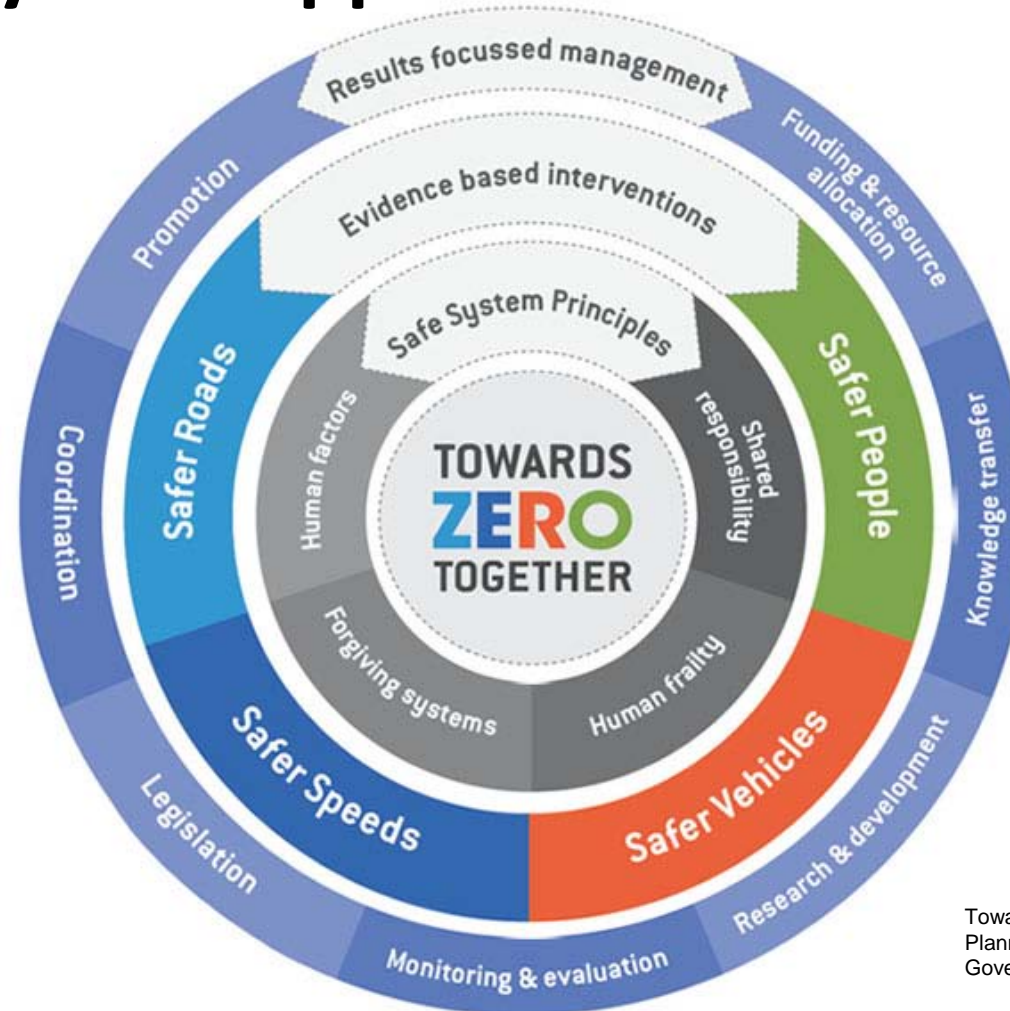 Results focussed management
Funding & resource
allocation
Knowledge transfer
Research & development
Monitoring & evaluation
Legislation
Coordination
Promotion
Evidence based interventions
Safer People
Safer Vehicles
Safer Speeds
Safer Roads
Safe System Principles
Shared
responsibility
Human frailty
Forgiving systems
Human factors
TOWARDS
ZERO
TOGETHER